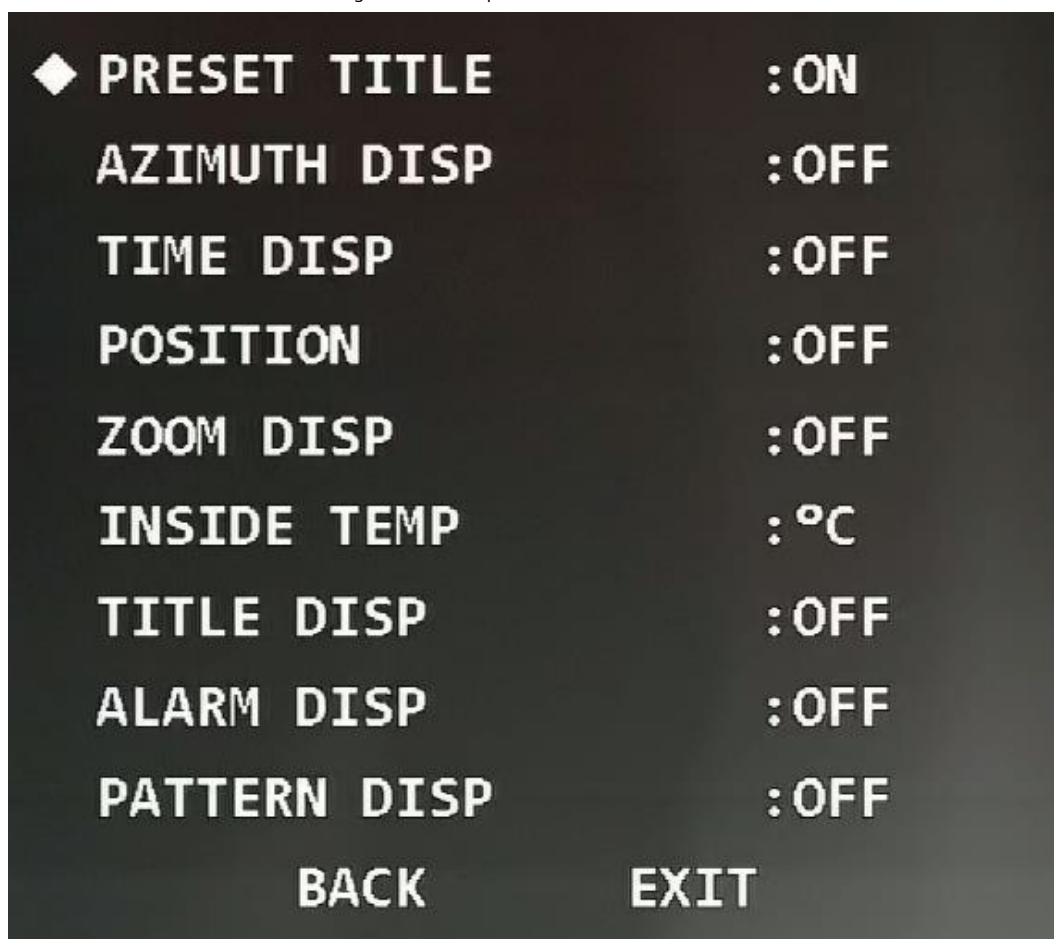 PRESET TITLE :ON
AZIMUTH DISP :OFF
TIME DISP :OFF
POSITION :OFF
ZOOM DISP :OFF
INSIDE TEMP :°C
TITLE DISP :OFF
ALARM DISP :OFF
PATTERN DISP :OFF
BACK EXIT